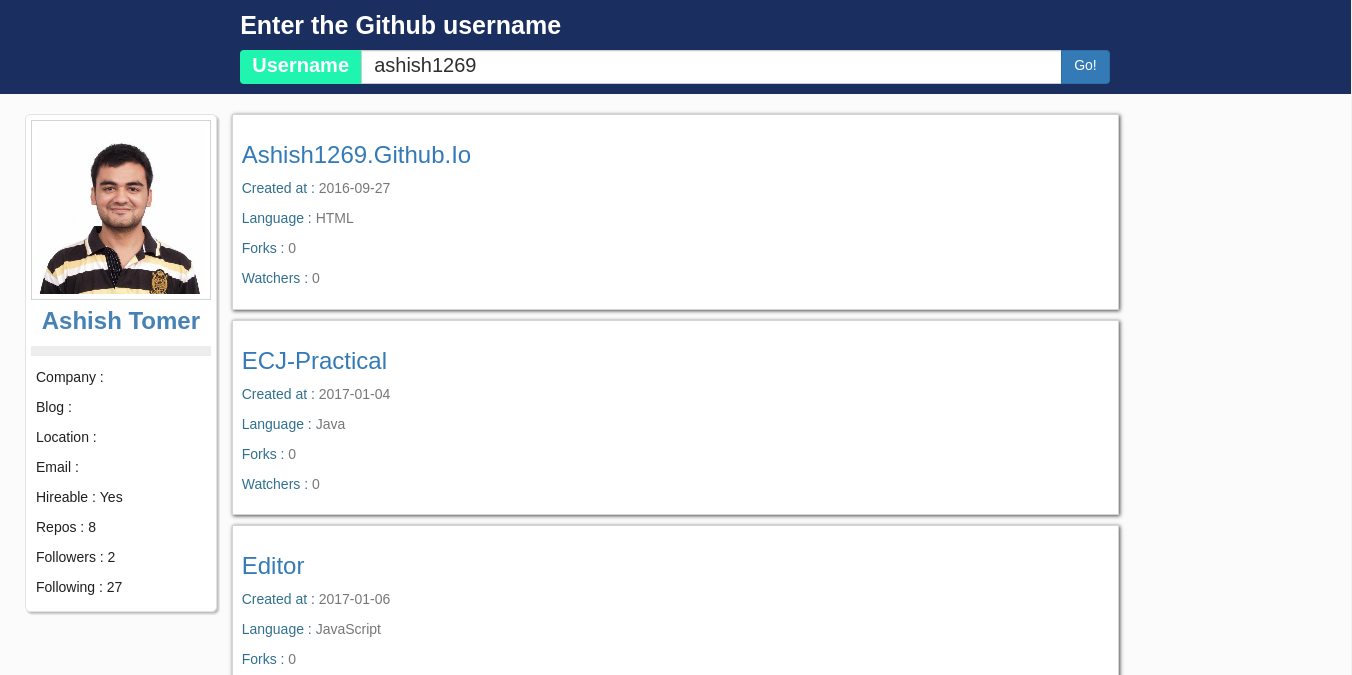 Enter the Github username
Username ashish1269 Go!
Ashish Tomer
Company :
Blog :
Location :
Email :
Hireable : Yes
Repos : 8
Followers : 2
Following : 27
Ashish1269.Github.Io
Created at : 2016-09-27
Language : HTML
Forks : 0
Watchers : 0
ECJ-Practical
Created at : 2017-01-04
Language : Java
Forks : 0
Watchers : 0
Editor
Created at : 2017-01-06
Language : JavaScript
Forks : 0